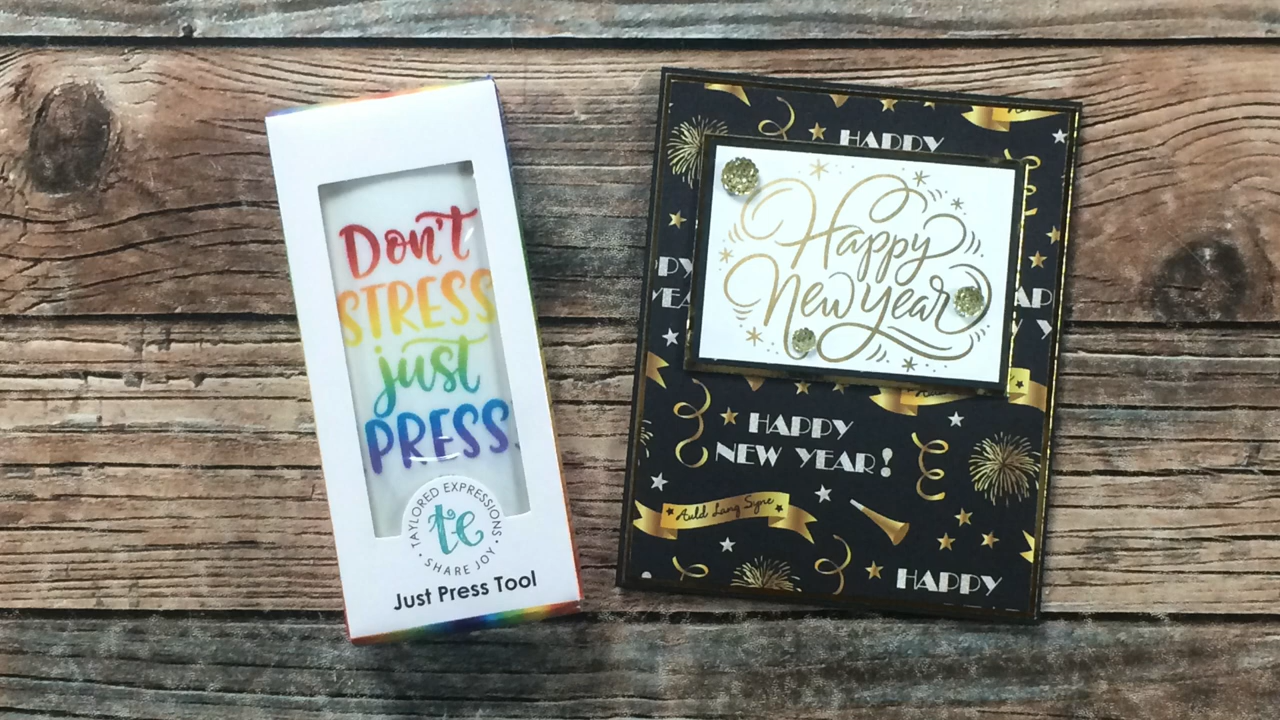 Don't
STRESS
just
PRESS.
TAYLORED EXPRESSIONS
te
SHARE JOY
Just Press Tool
HAPPY
Happy
New year
HAPPY
NEW YEAR!
Auld Lang Syne
HAPPY